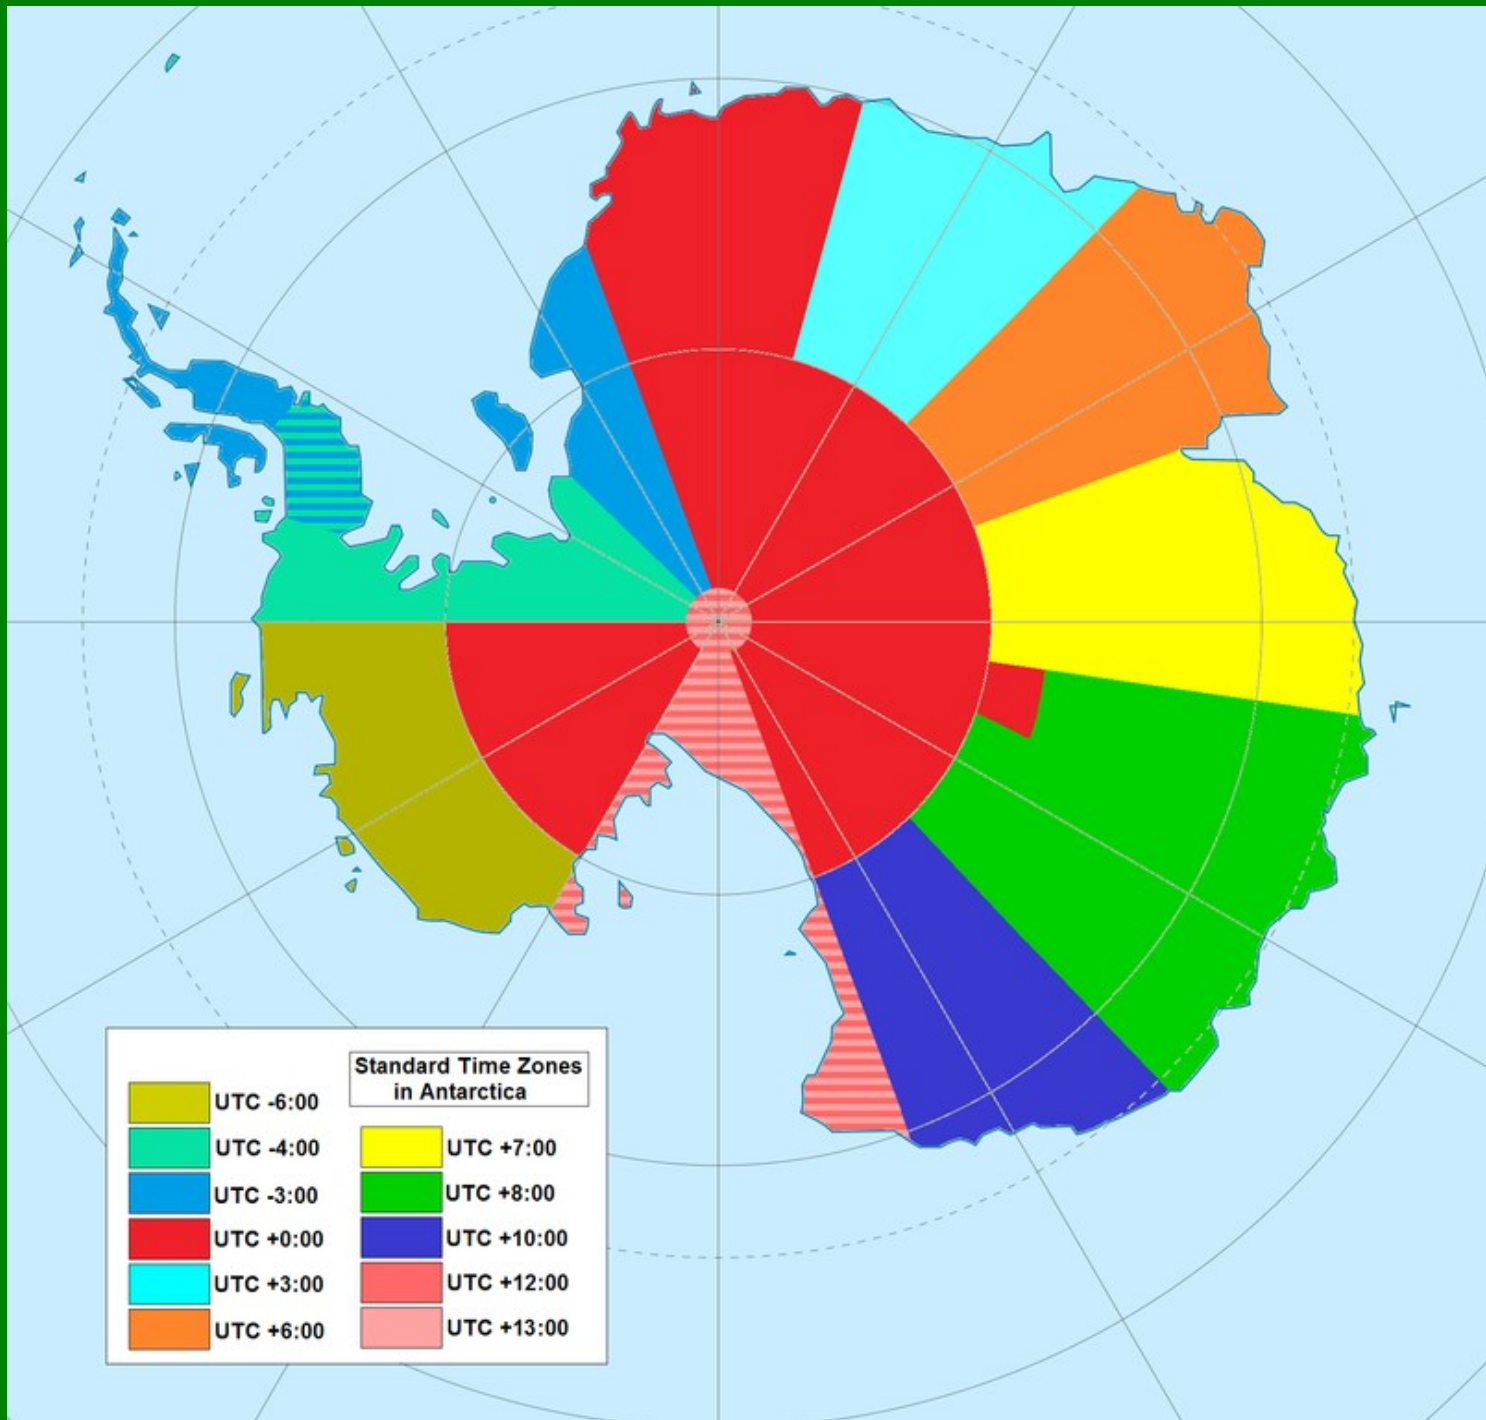 Standard Time Zones
in Antarctica
UTC -6:00
UTC -4:00
UTC -3:00
UTC +0:00
UTC +3:00
UTC +6:00
UTC +7:00
UTC +8:00
UTC +10:00
UTC +12:00
UTC +13:00